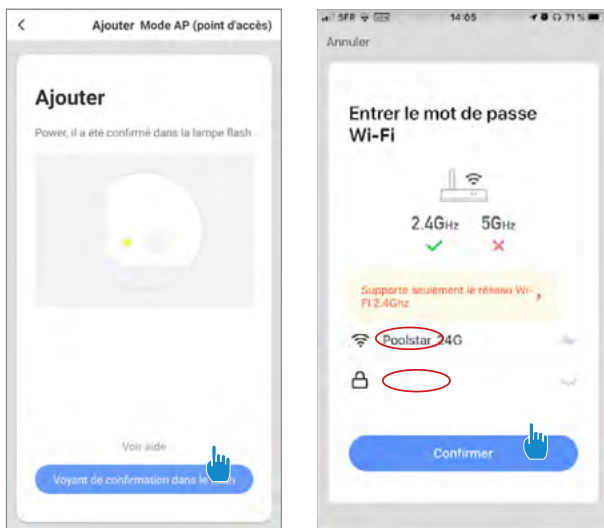 Ajouter Mode AP (point d'accès)
Ajouter
Power, il a été confirmé dans la lampe flash
Voir aide
Voyant de confirmation dans le flash
SFR 14:05 71 %
Annuler
Entrer le mot de passe
Wi-Fi
2.4GHz 5GHz
Supporte seulement le réseau Wi-
Fi 2.4Ghz
Poolstar 24G
Confirmer